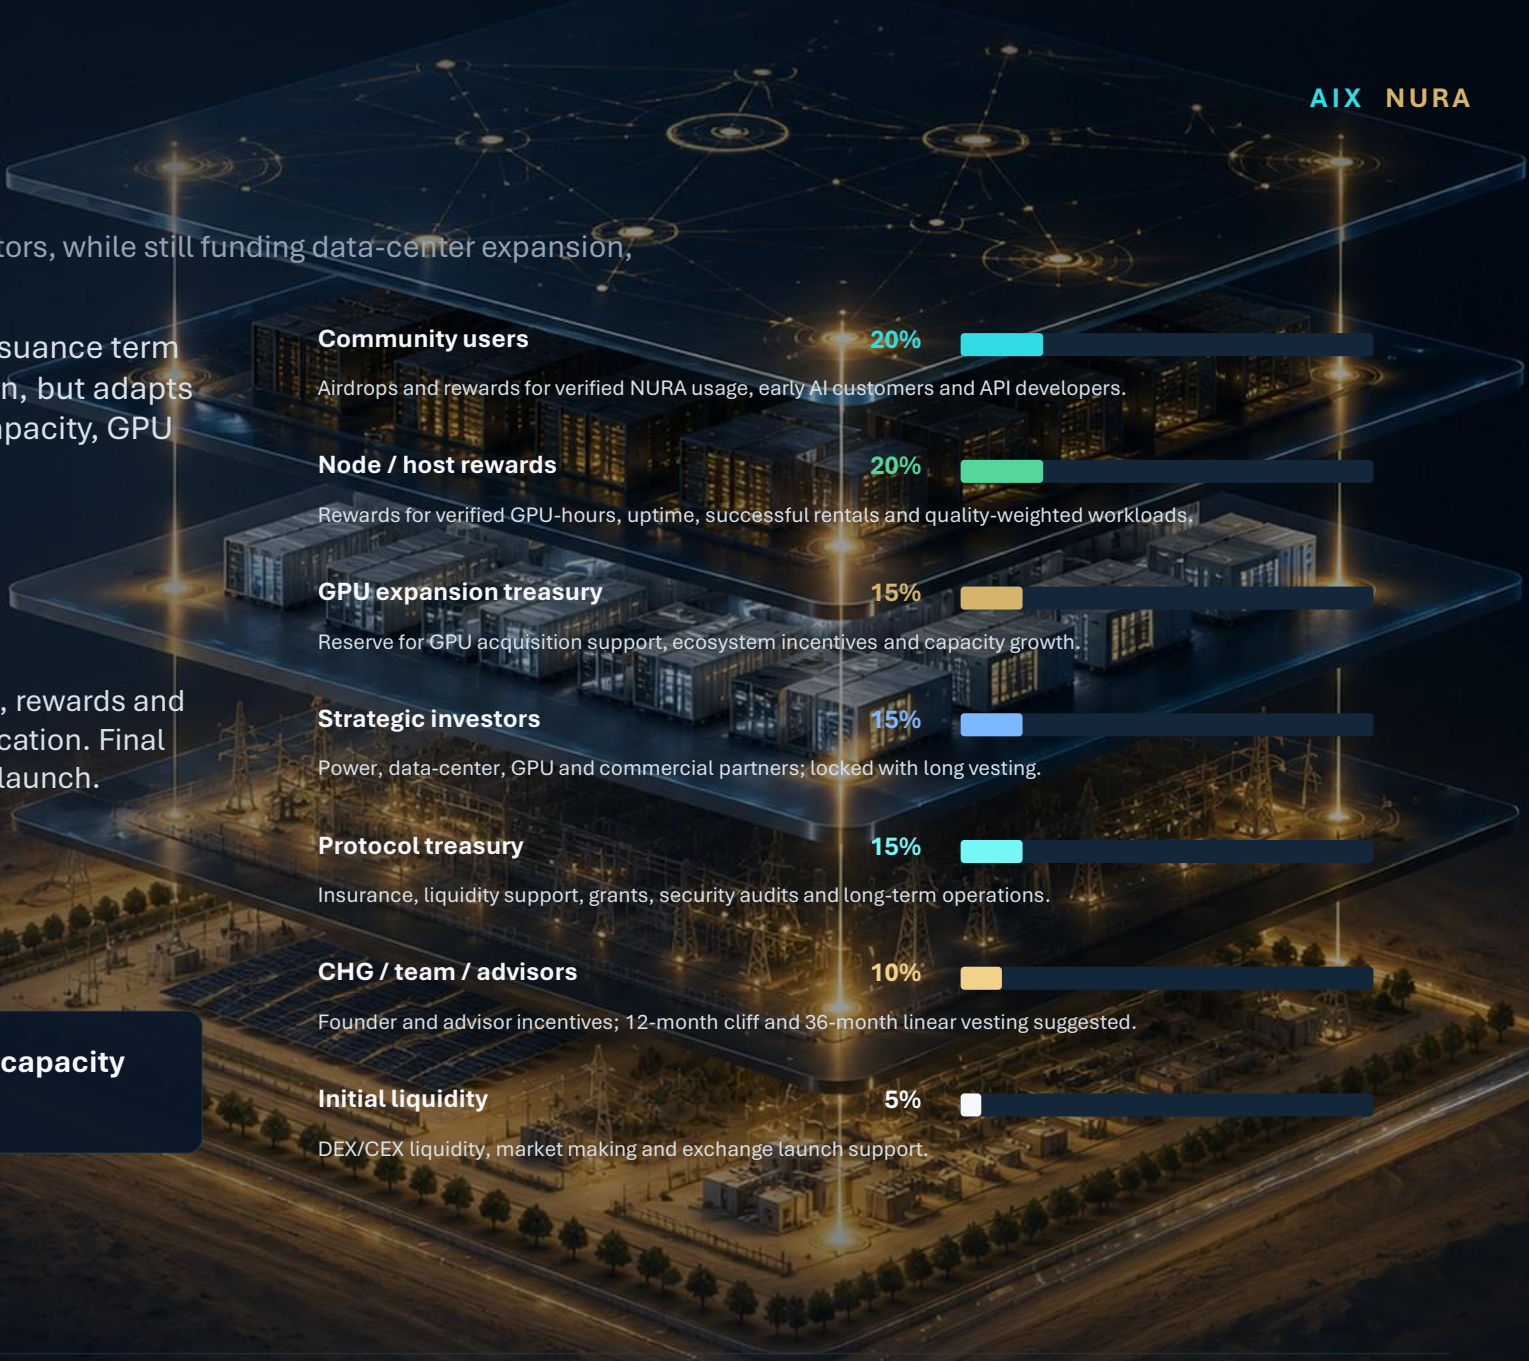 AIX NURA
tors, while still funding data-center expansion,
suance term
n, but adapts
apacity, GPU
, rewards and
cation. Final
launch.
capacity
Community users 20%
Airdrops and rewards for verified NURA usage, early AI customers and API developers.
Node / host rewards 20%
Rewards for verified GPU-hours, uptime, successful rentals and quality-weighted workloads.
GPU expansion treasury 15%
Reserve for GPU acquisition support, ecosystem incentives and capacity growth.
Strategic investors 15%
Power, data-center, GPU and commercial partners; locked with long vesting.
Protocol treasury 15%
Insurance, liquidity support, grants, security audits and long-term operations.
CHG / team / advisors 10%
Founder and advisor incentives; 12-month cliff and 36-month linear vesting suggested.
Initial liquidity 5%
DEX/CEX liquidity, market making and exchange launch support.